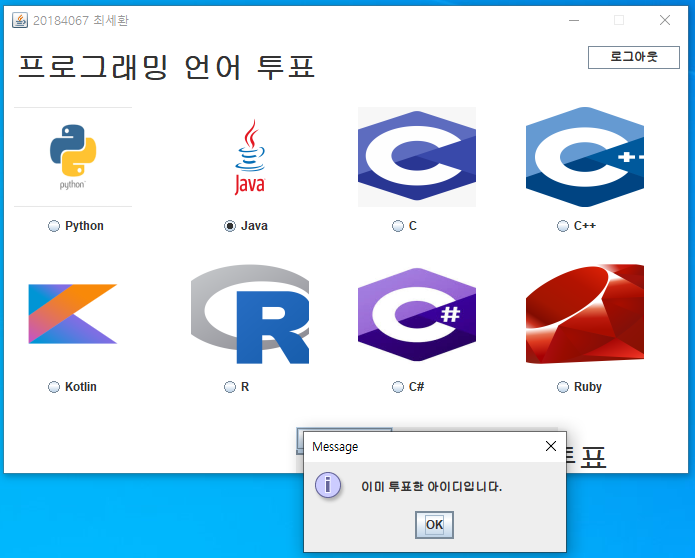 20184067 최세환
프로그래밍 언어 투표
로그아웃
python
Java
++
Python
Java
C
C++
R
#
Kotlin
R
C#
Ruby
투표
Message
이미 투표한 아이디입니다.
OK